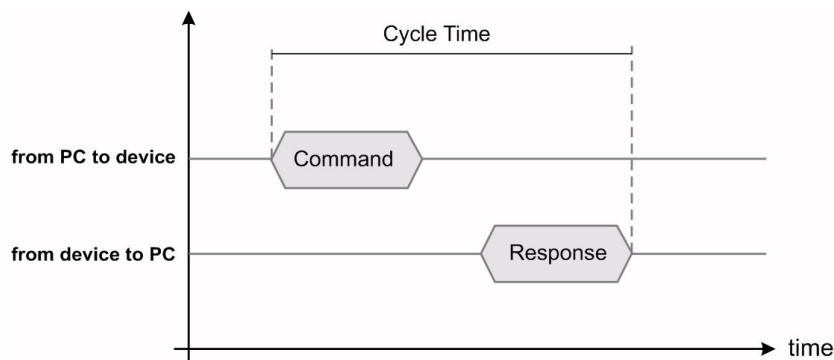 Cycle Time
from PC to device
Command
from device to PC
Response
time